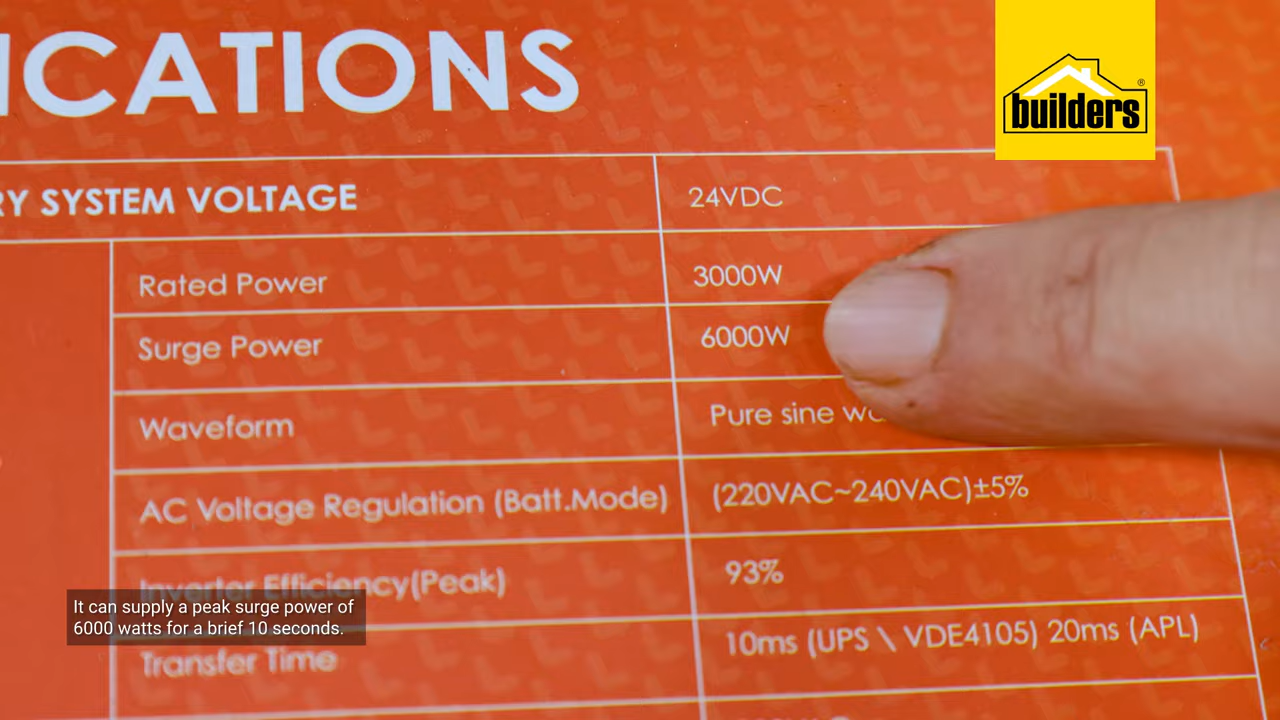 ICATIONS
builders
®
RY SYSTEM VOLTAGE 24VDC
Rated Power 3000W
Surge Power 6000W
Waveform Pure sine wa
AC Voltage Regulation (Batt.Mode) (220VAC~240VAC)±5%
Inverter Efficiency(Peak) 93%
It can supply a peak surge power of
6000 watts for a brief 10 seconds.
Transfer Time 10ms (UPS \ VDE4105) 20ms (APL)